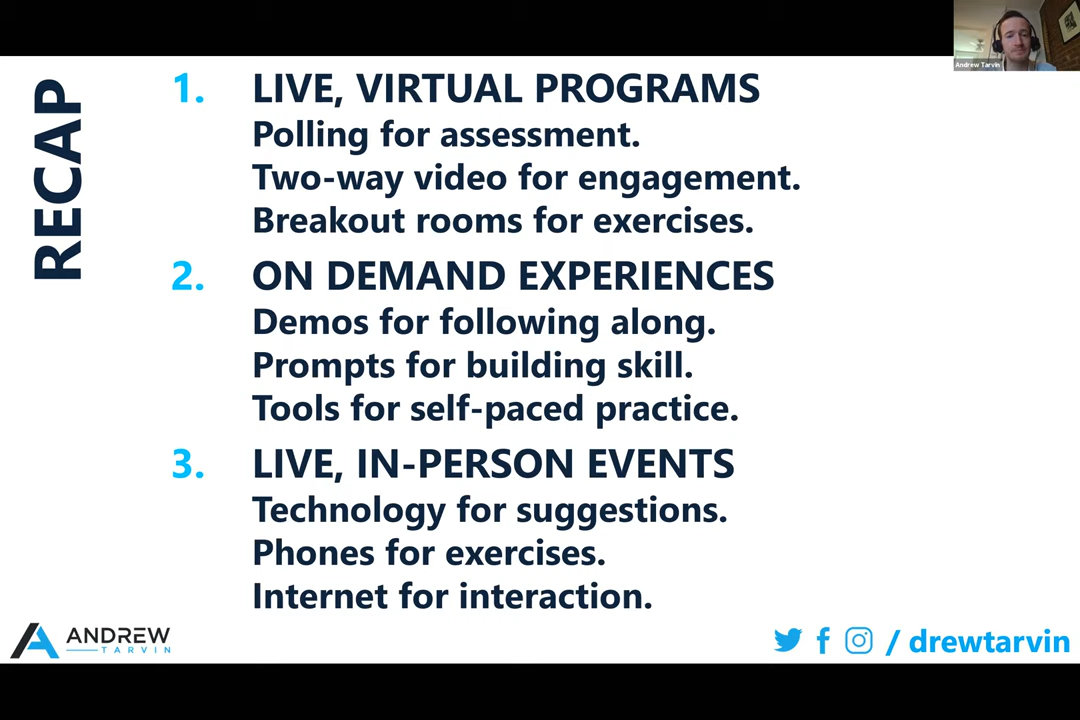 Andrew Tarvin
RECAP
1. LIVE, VIRTUAL PROGRAMS
Polling for assessment.
Two-way video for engagement.
Breakout rooms for exercises.
2. ON DEMAND EXPERIENCES
Demos for following along.
Prompts for building skill.
Tools for self-paced practice.
3. LIVE, IN-PERSON EVENTS
Technology for suggestions.
Phones for exercises.
Internet for interaction.
ANDREW
TARVIN
/ drewtarvin